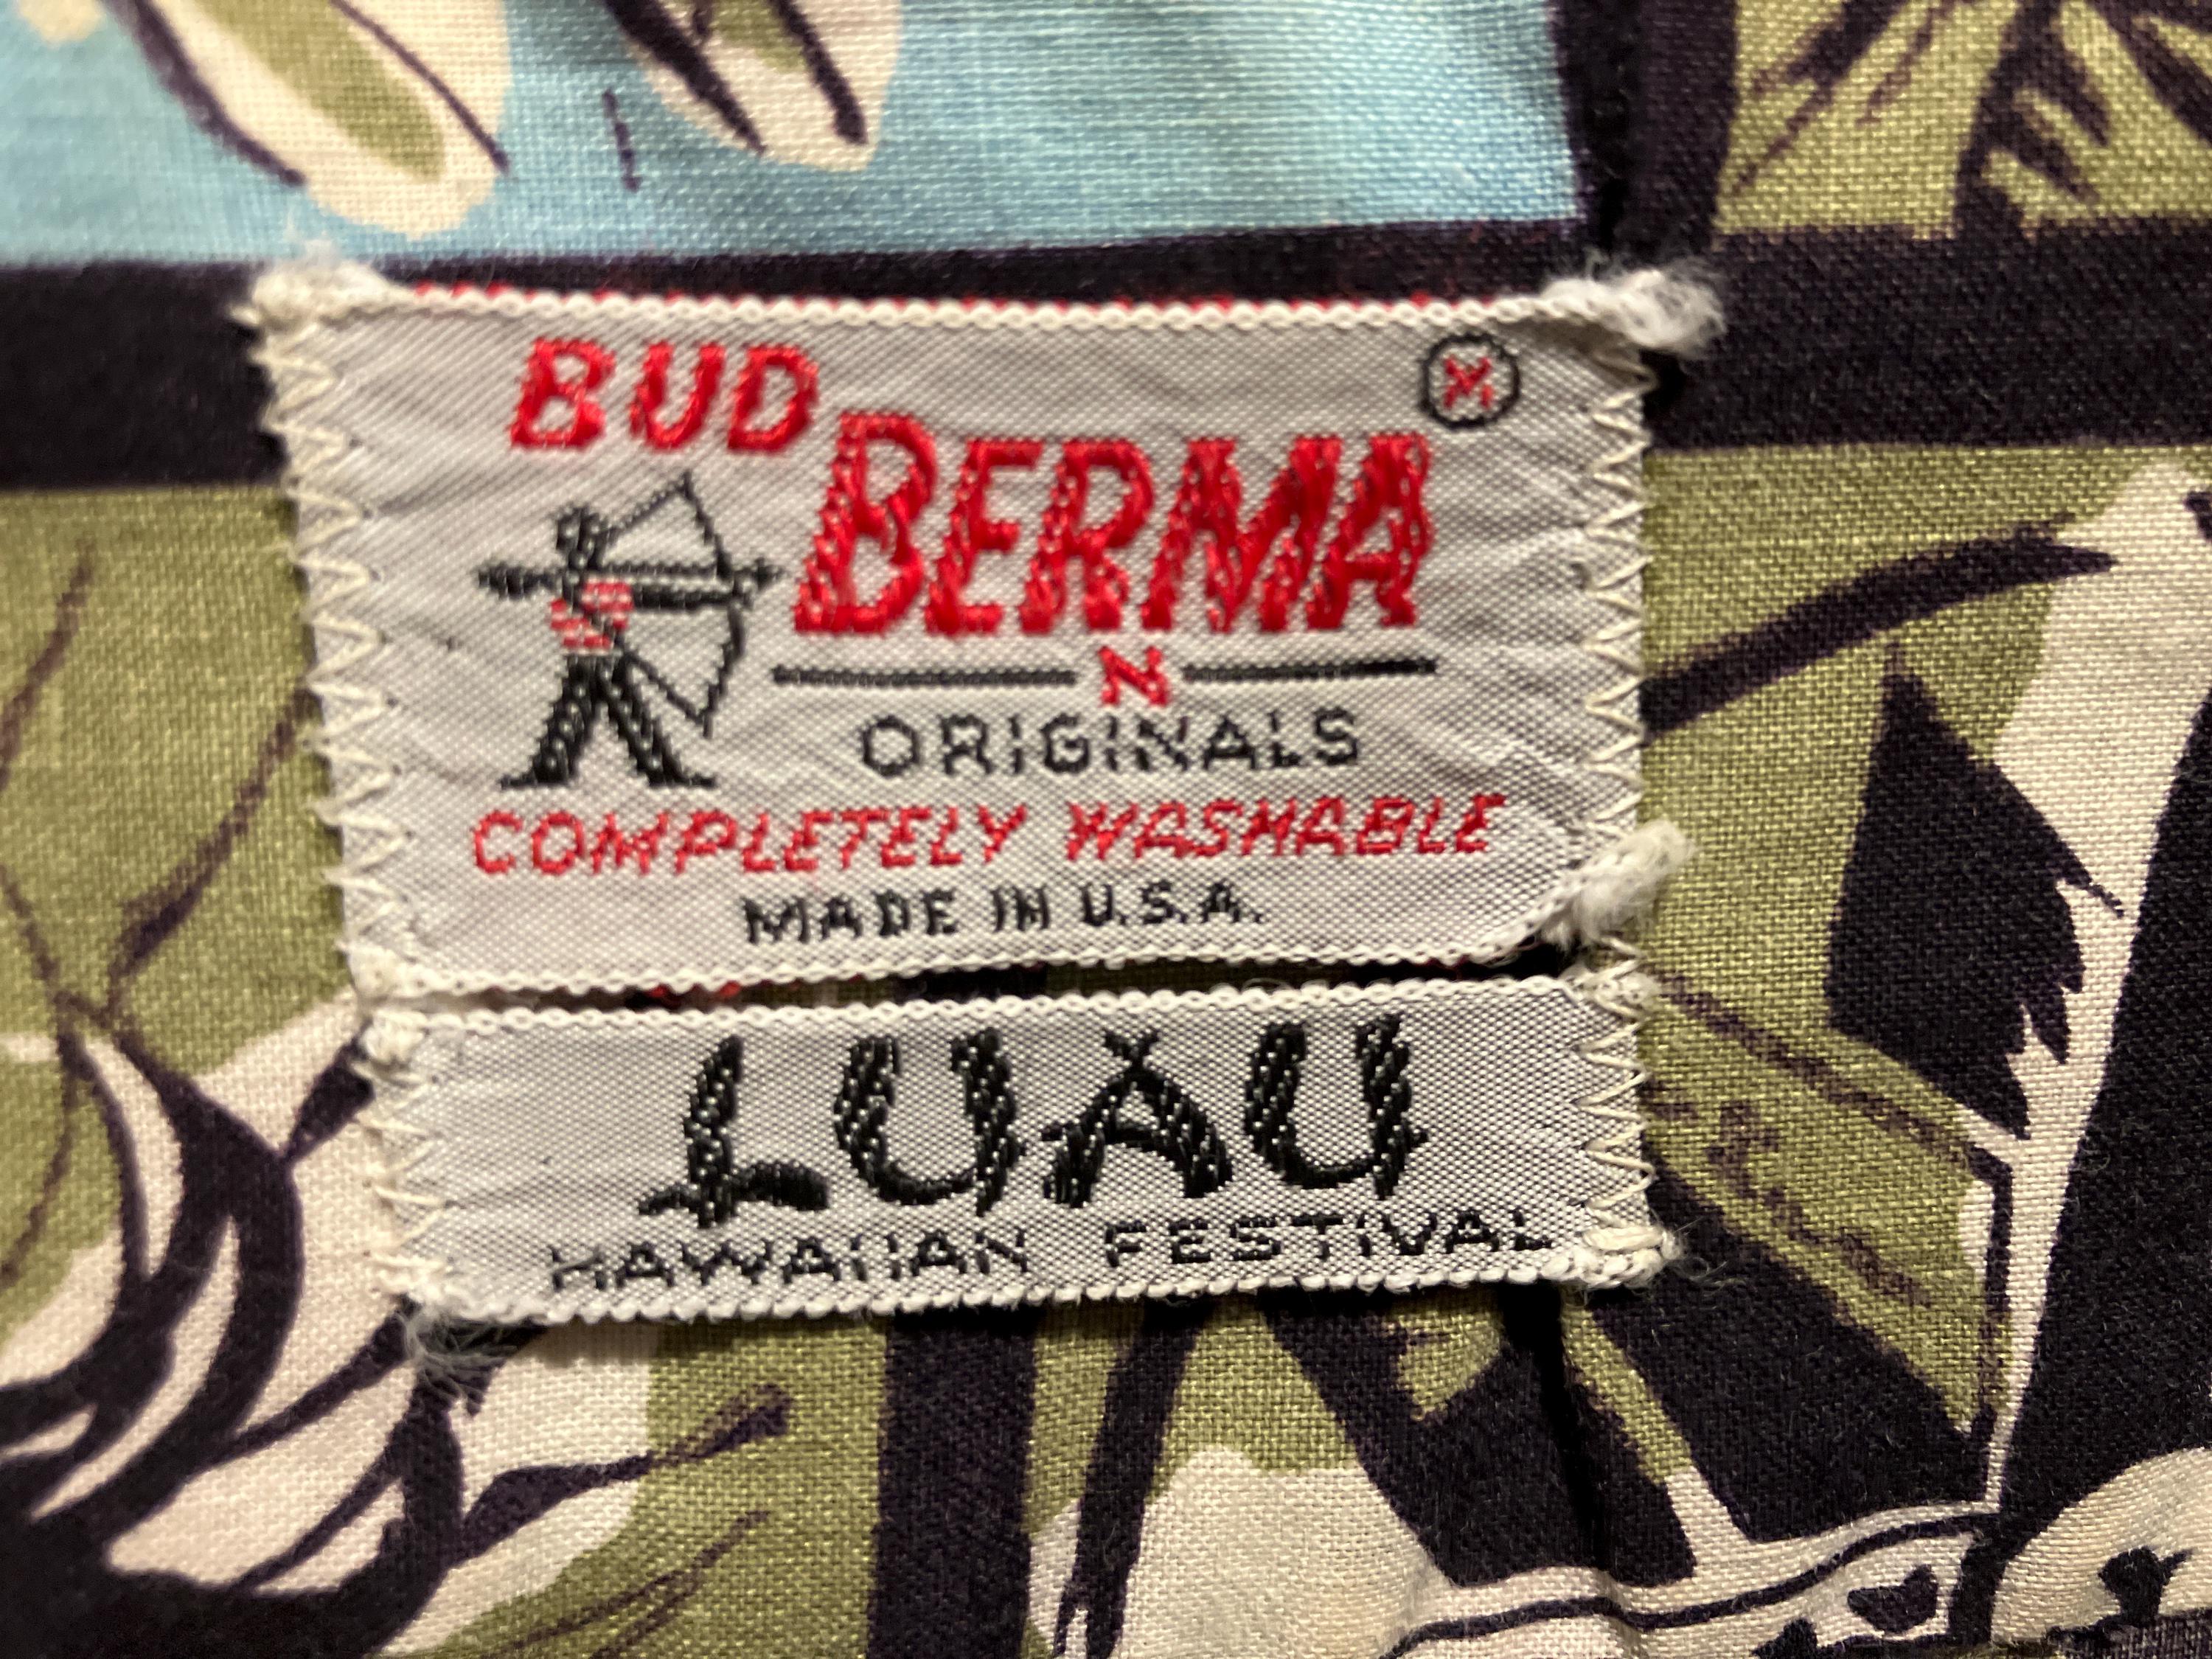 BUD
BERMA
M
N
ORIGINALS
COMPLETELY WASHABLE
MADE IN U.S.A.
LUAU
HAWAIIAN FESTIVAL